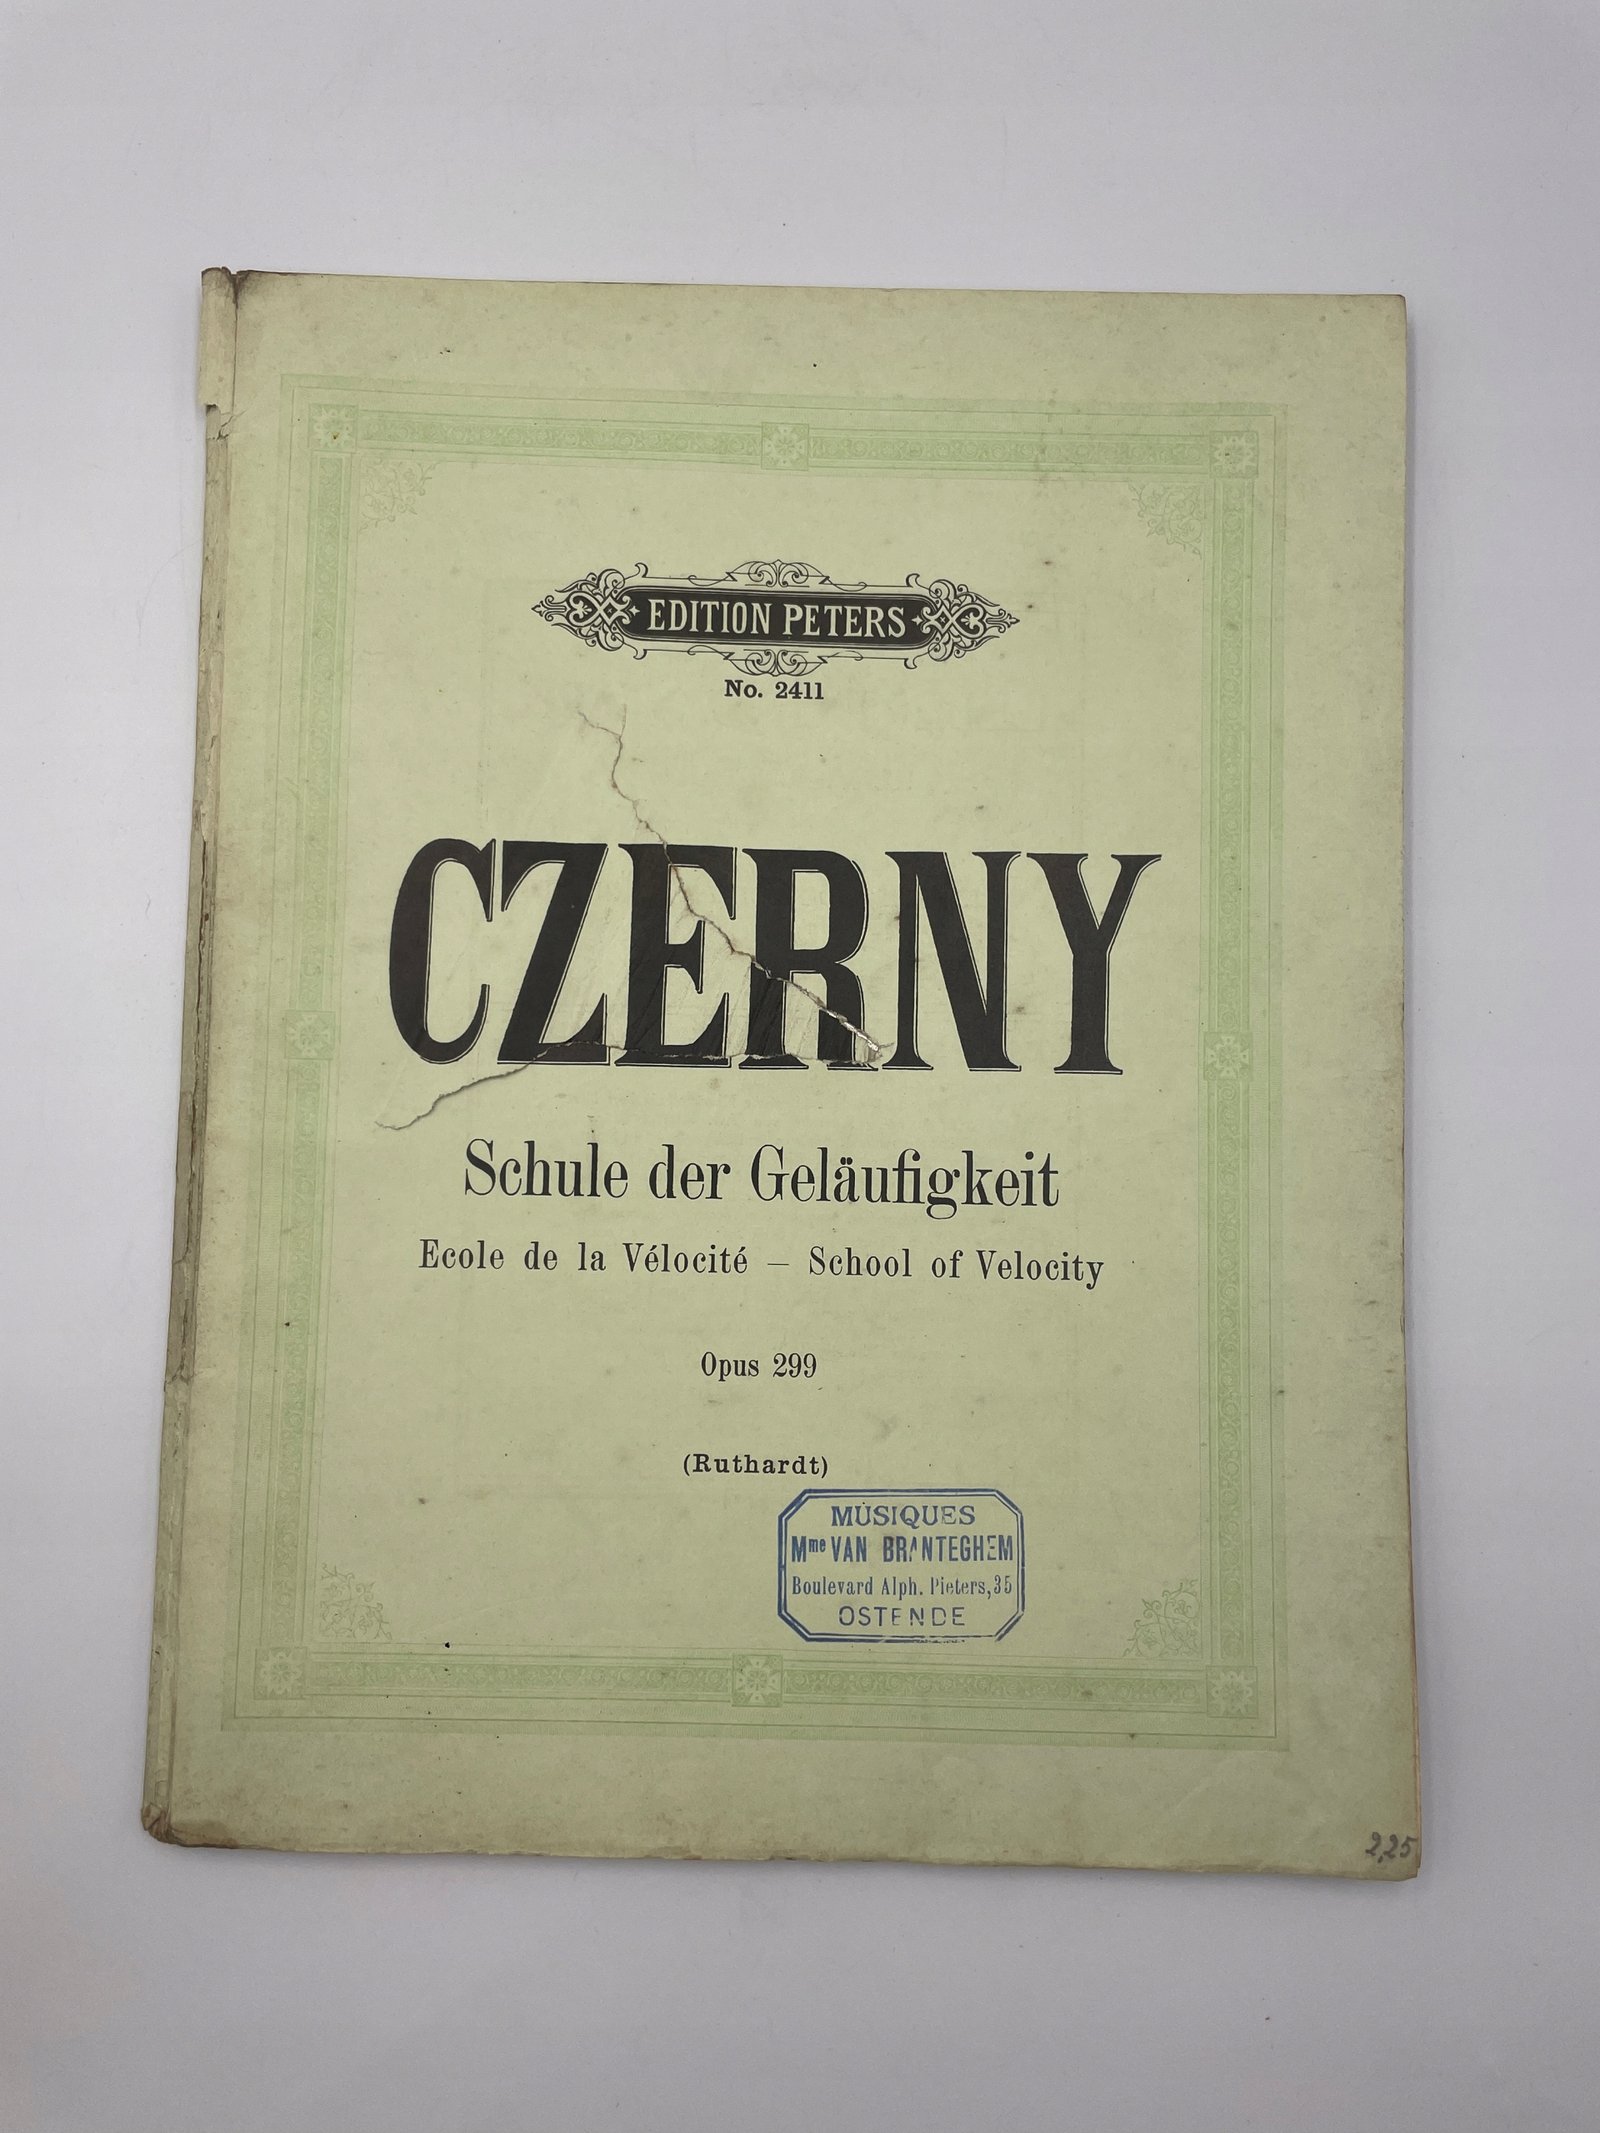 EDITION PETERS
No. 2411
CZERNY
Schule der Geläufigkeit
Ecole de la Vélocité – School of Velocity
Opus 299
(Ruthardt)
MUSIQUES
Mme VAN BRANTEGHEM
Boulevard Alph. Pieters, 35
OSTENDE
2,25